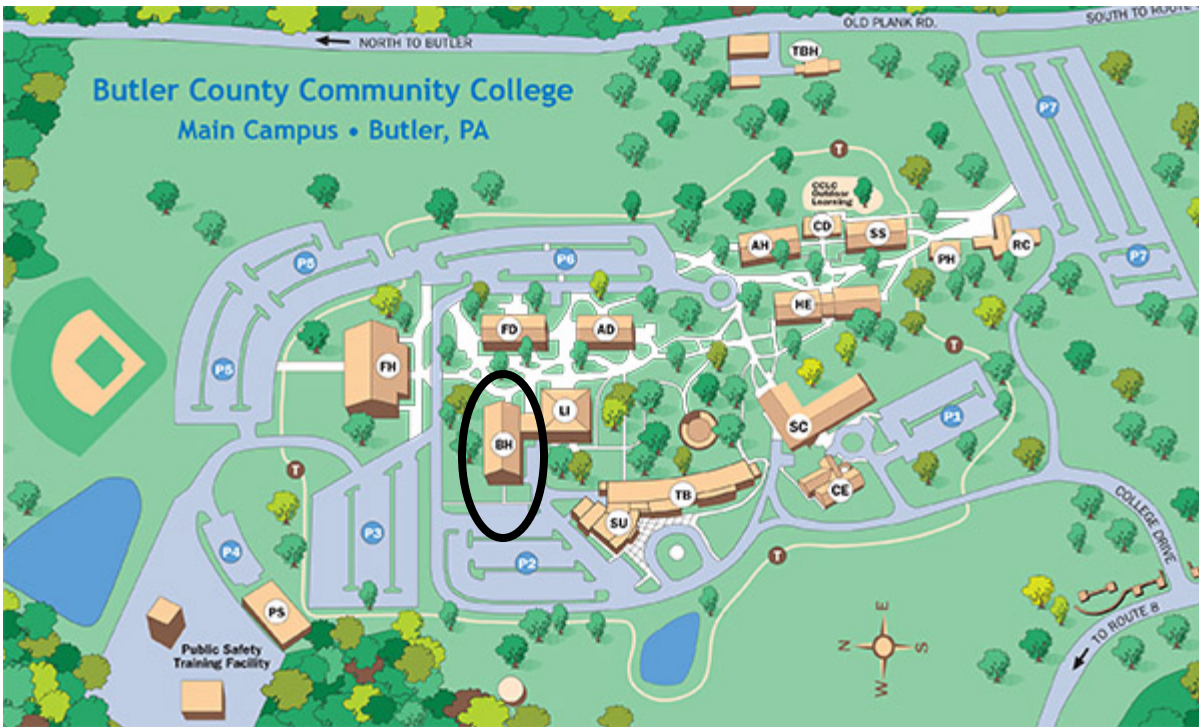 OLD PLANK RD.
SOUTH TO ROUTE
NORTH TO BUTLER
TBH
Butler County Community College
Main Campus • Butler, PA
P7
T
CCLC
Outdoor
Learning
CD
SS
AH
RC
PH
P7
P5
P6
HE
FD
AD
T
FH
P5
LI
P1
SC
BH
T
CE
TB
COLLEGE DRIVE
SU
P3
P4
P2
T
PS
TO ROUTE 8
E
N
S
W
Public Safety
Training Facility